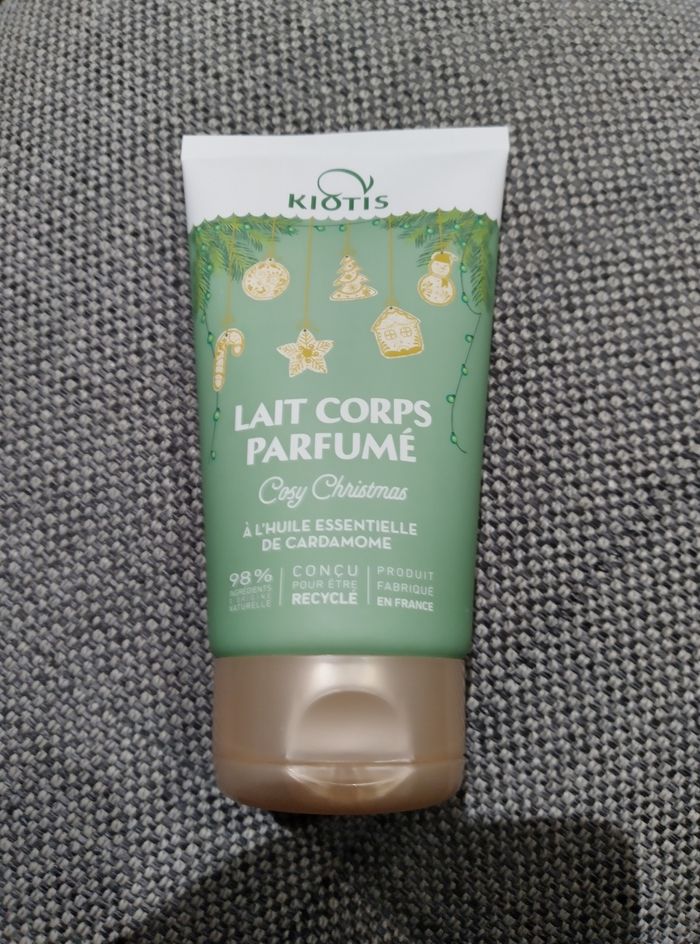 KIOTIS
LAIT CORPS
PARFUMÉ
Cosy Christmas
À L'HUILE ESSENTIELLE
DE CARDAMOME
98%
INGRÉDIENTS
D'ORIGINE
NATURELLE
CONÇU
POUR ÊTRE
RECYCLÉ
PRODUIT
FABRIQUÉ
EN FRANCE